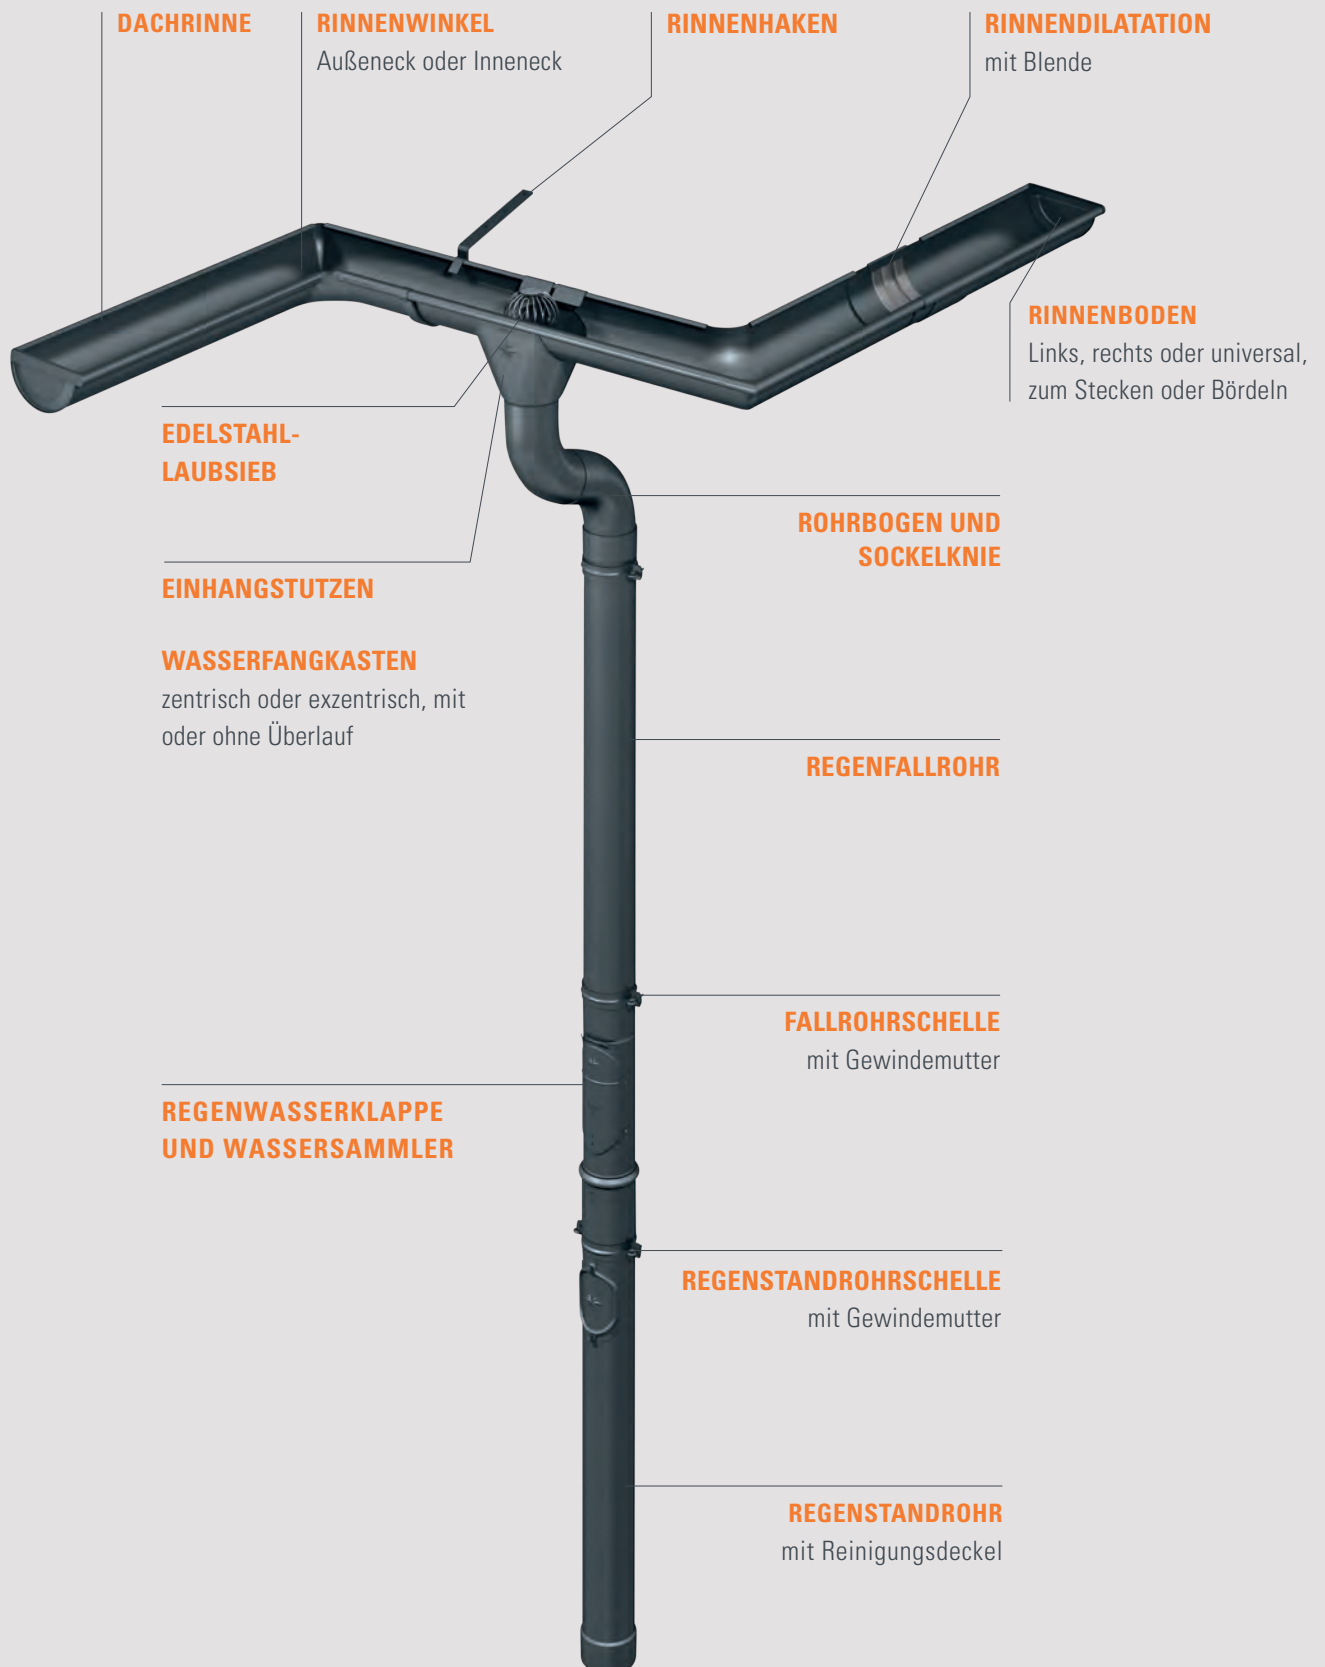 DACHRINNE
RINNENWINKEL
Außeneck oder Inneneck
RINNENHAKEN
RINNENDILATATION
mit Blende
RINNENBODEN
Links, rechts oder universal,
zum Stecken oder Bördeln
EDELSTAHL-
LAUBSIEB
ROHRBOGEN UND
SOCKELKNIE
EINHANGSTUTZEN
WASSERFANGKASTEN
zentrisch oder exzentrisch, mit
oder ohne Überlauf
REGENFALLROHR
FALLROHRSCHELLE
mit Gewindemutter
REGENWASSERKLAPPE
UND WASSERSAMMLER
REGENSTANDROHRSCHELLE
mit Gewindemutter
REGENSTANDROHR
mit Reinigungsdeckel